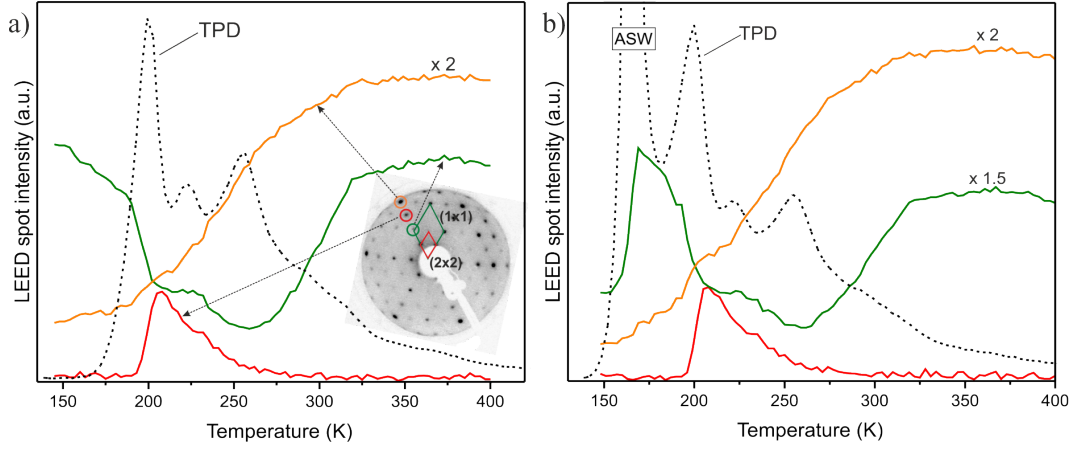 a)
TPD
x 2
(1x1)
(2x2)
LEED spot intensity (a.u.)
150 200 250 300 350 400
Temperature (K)
b)
ASW
TPD
x 2
x 1.5
LEED spot intensity (a.u.)
150 200 250 300 350 400
Temperature (K)